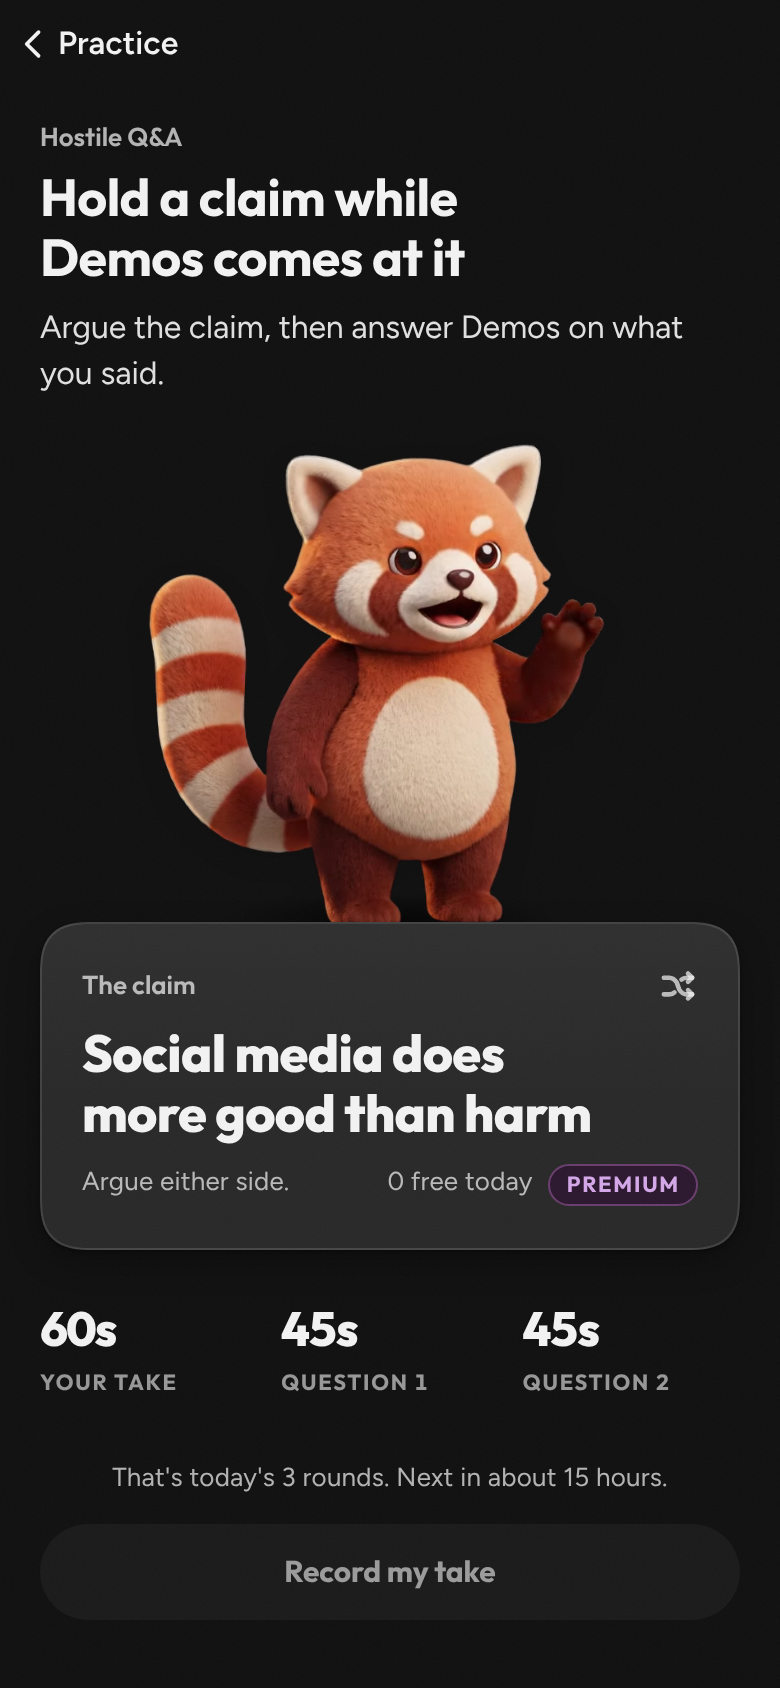 Practice
Hostile Q&A
Hold a claim while
Demos comes at it
Argue the claim, then answer Demos on what
you said.
The claim
Social media does
more good than harm
Argue either side.
0 free today
PREMIUM
60s
45s
45s
YOUR TAKE
QUESTION 1
QUESTION 2
That's today's 3 rounds. Next in about 15 hours.
Record my take